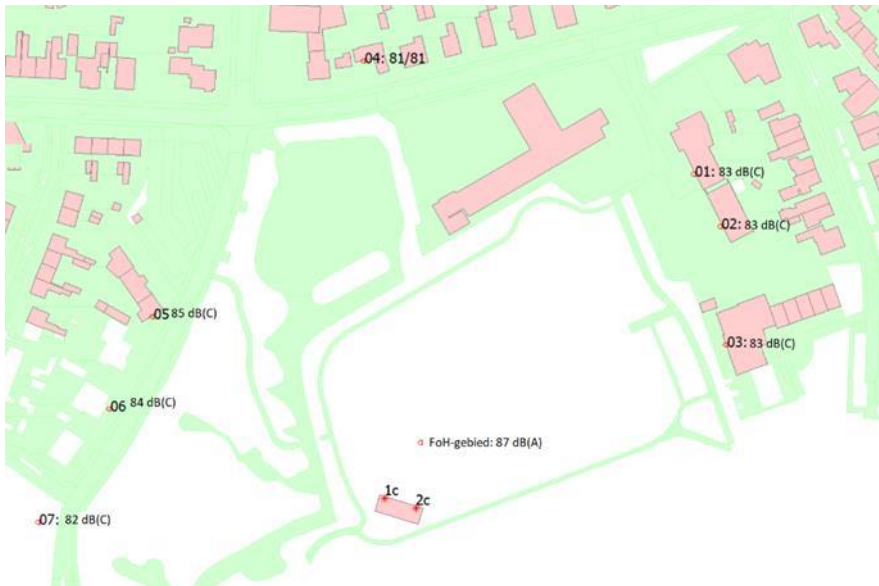 04: 81/81
01: 83 dB(C)
02: 83 dB(C)
05 85 dB(C)
03: 83 dB(C)
06 84 dB(C)
FoH-gebied: 87 dB(A)
1c
2c
07: 82 dB(C)